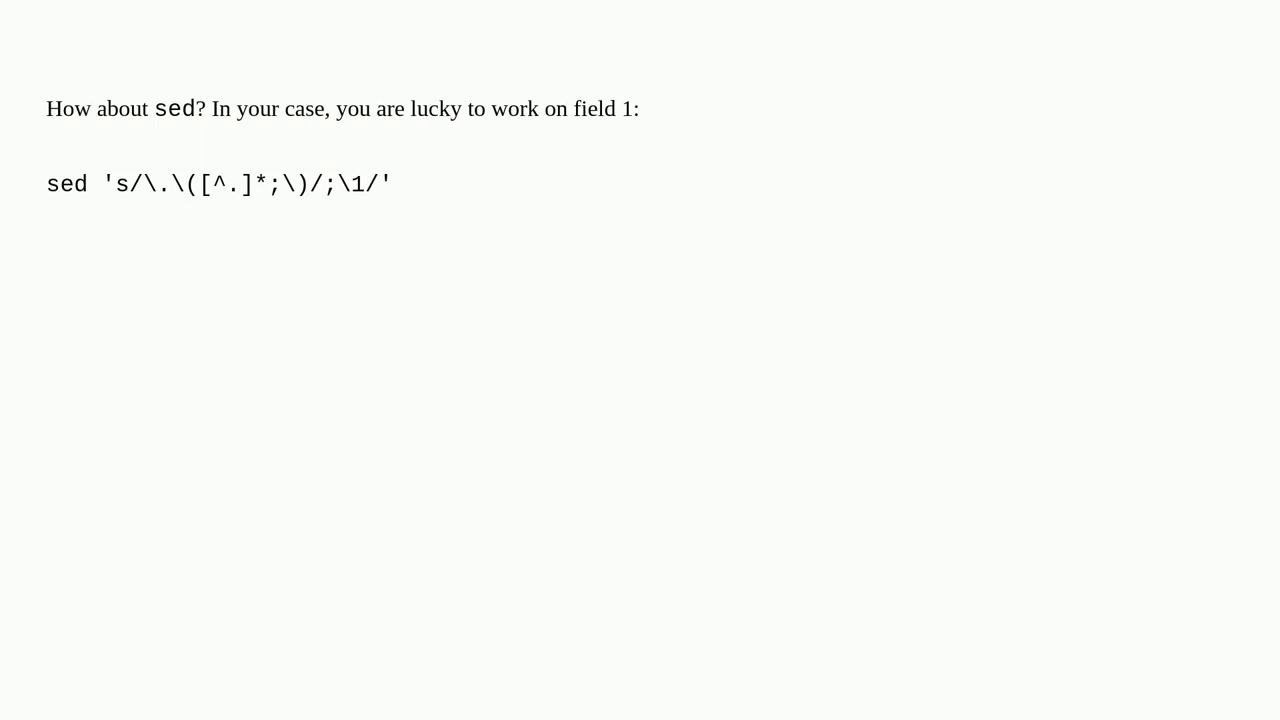 How about sed? In your case, you are lucky to work on field 1:
sed 's/\.\([^.]*;\)/;\1/'